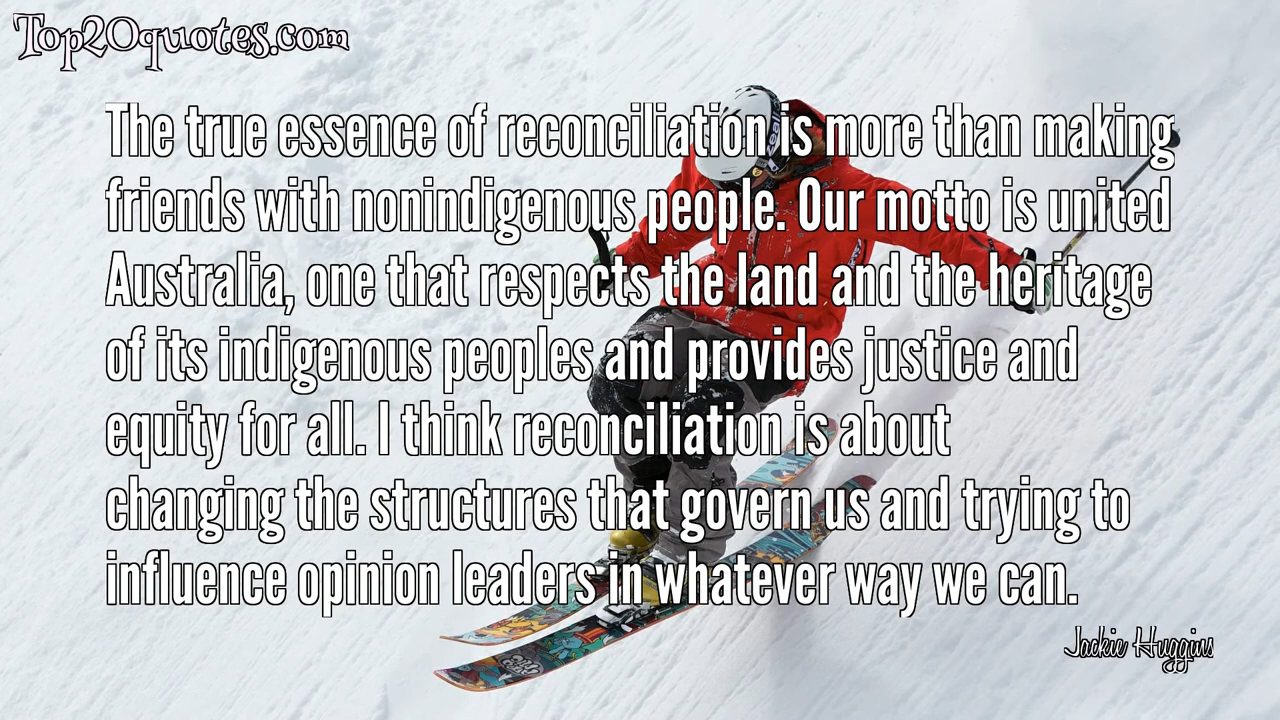 Top20quotes.com
The true essence of reconciliation is more than making
friends with nonindigenous people. Our motto is united
Australia, one that respects the land and the heritage
of its indigenous peoples and provides justice and
equity for all. I think reconciliation is about
changing the structures that govern us and trying to
influence opinion leaders in whatever way we can.
Jackie Huggins